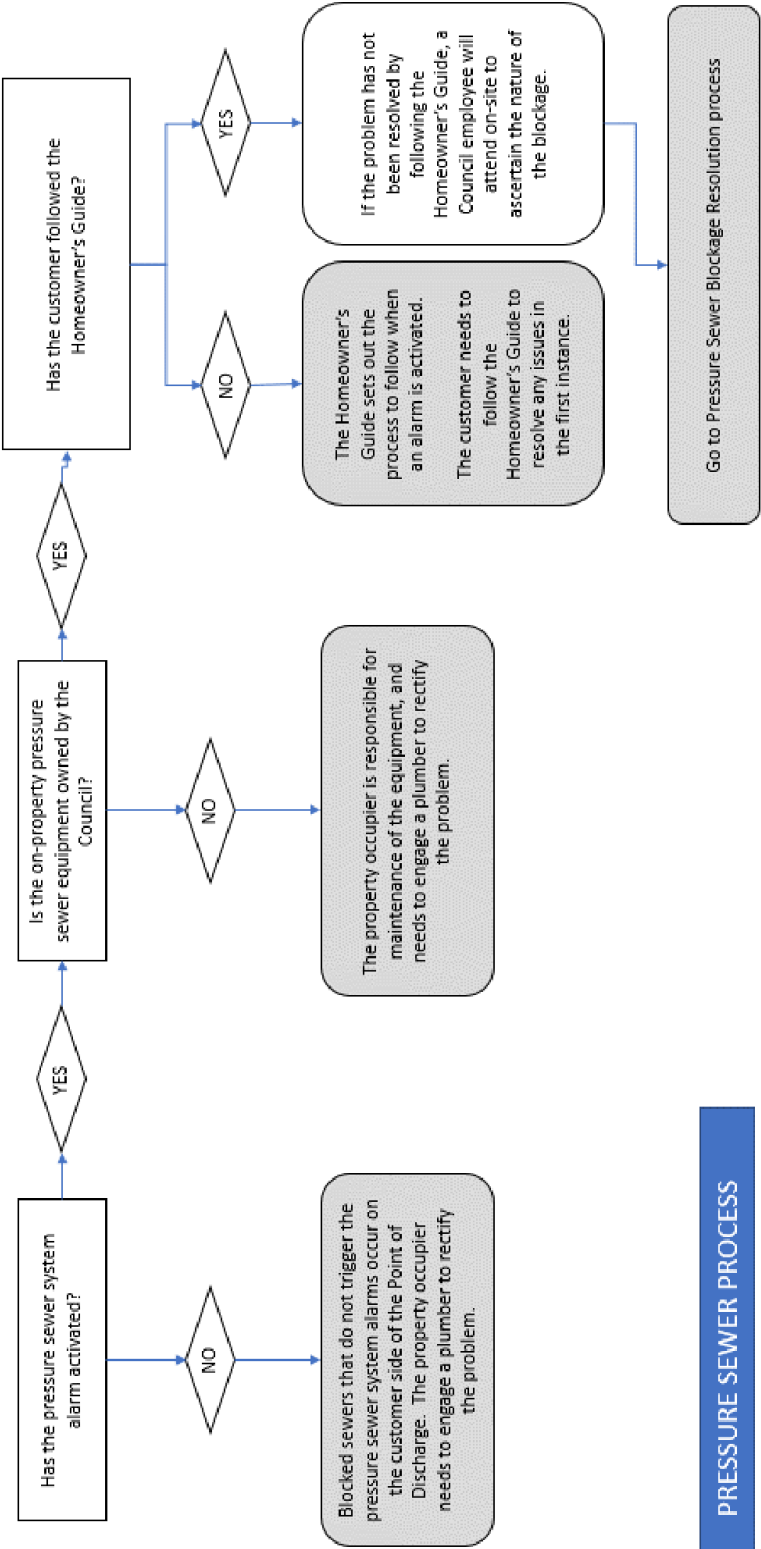 Has the pressure sewer system
alarm activated?
YES
Is the on-property pressure
sewer equipment owned by the
Council?
YES
Has the customer followed the
Homeowner's Guide?
NO
Blocked sewers that do not trigger the
pressure sewer system alarms occur on
the customer side of the Point of
Discharge. The property occupier
needs to engage a plumber to rectify
the problem.
NO
The property occupier is responsible for
maintenance of the equipment, and
needs to engage a plumber to rectify
the problem.
NO
The Homeowner's
Guide sets out the
process to follow when
an alarm is activated.
The customer needs to
follow the
Homeowner's Guide to
resolve any issues in
the first instance.
YES
If the problem has not
been resolved by
following the
Homeowner's Guide, a
Council employee will
attend on-site to
ascertain the nature of
the blockage.
Go to Pressure Sewer Blockage Resolution process
PRESSURE SEWER PROCESS